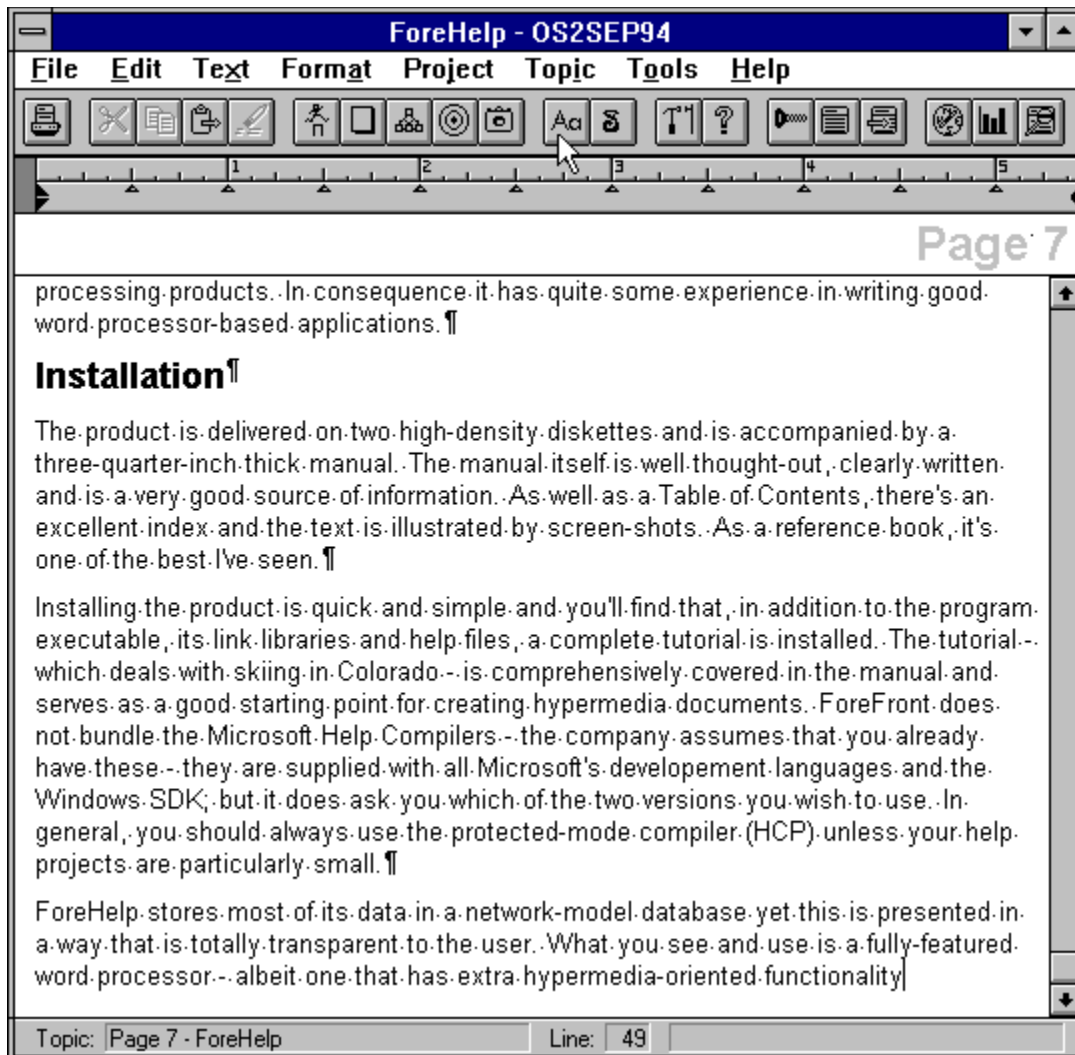 ForeHelp - OS2SEP94
File Edit Text Format Project Topic Tools Help
Aa δ ?
1 2 3 4 5
Page 7
processing products. In consequence it has quite some experience in writing good
word processor-based applications.¶
Installation¶
The product is delivered on two high-density diskettes and is accompanied by a
three-quarter-inch thick manual. The manual itself is well thought-out, clearly written
and is a very good source of information. As well as a Table of Contents, there's an
excellent index and the text is illustrated by screen-shots. As a reference book, it's
one of the best I've seen.¶
Installing the product is quick and simple and you'll find that, in addition to the program
executable, its link libraries and help files, a complete tutorial is installed. The tutorial -
which deals with skiing in Colorado - is comprehensively covered in the manual and
serves as a good starting point for creating hypermedia documents. ForeFront does
not bundle the Microsoft Help Compilers - the company assumes that you already
have these - they are supplied with all Microsoft's developement languages and the
Windows SDK; but it does ask you which of the two versions you wish to use. In
general, you should always use the protected-mode compiler (HCP) unless your help
projects are particularly small.¶
ForeHelp stores most of its data in a network-model database yet this is presented in
a way that is totally transparent to the user. What you see and use is a fully-featured
word processor - albeit one that has extra hypermedia-oriented functionality
Topic: Page 7 - ForeHelp Line: 49